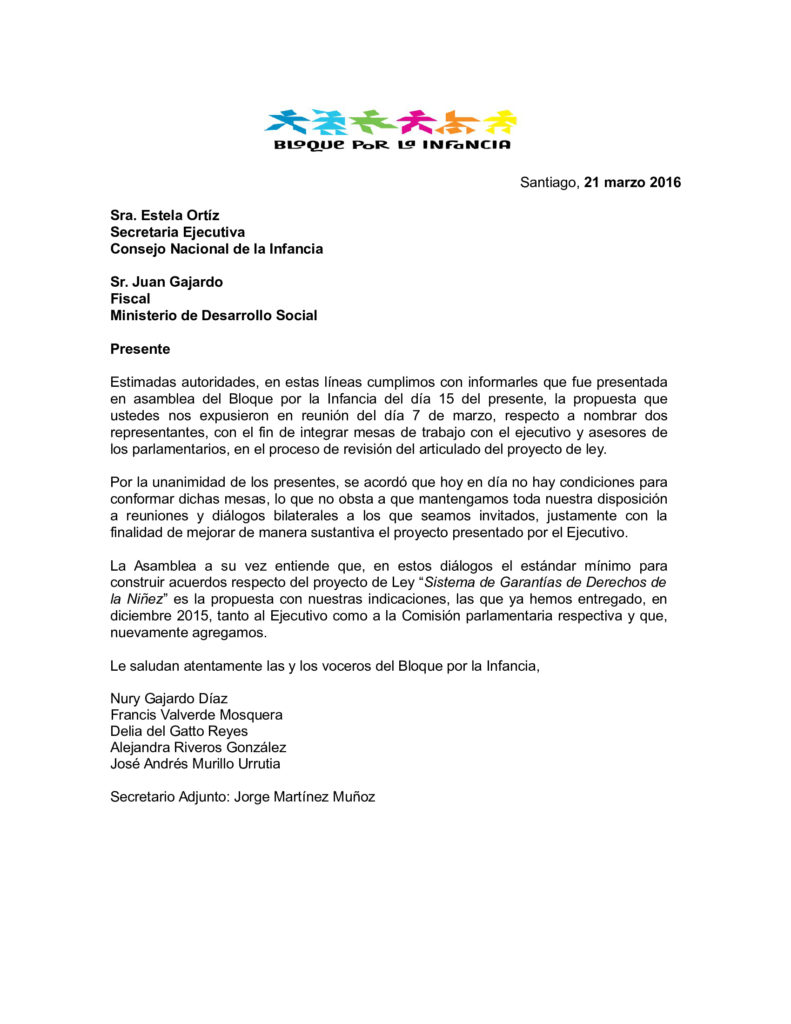 BLOQUE POR LA INFANCIA
Santiago, 21 marzo 2016
Sra. Estela Ortíz
Secretaria Ejecutiva
Consejo Nacional de la Infancia
Sr. Juan Gajardo
Fiscal
Ministerio de Desarrollo Social
Presente
Estimadas autoridades, en estas líneas cumplimos con informarles que fue presentada
en asamblea del Bloque por la Infancia del día 15 del presente, la propuesta que
ustedes nos expusieron en reunión del día 7 de marzo, respecto a nombrar dos
representantes, con el fin de integrar mesas de trabajo con el ejecutivo y asesores de
los parlamentarios, en el proceso de revisión del articulado del proyecto de ley.
Por la unanimidad de los presentes, se acordó que hoy en día no hay condiciones para
conformar dichas mesas, lo que no obsta a que mantengamos toda nuestra disposición
a reuniones y diálogos bilaterales a los que seamos invitados, justamente con la
finalidad de mejorar de manera sustantiva el proyecto presentado por el Ejecutivo.
La Asamblea a su vez entiende que, en estos diálogos el estándar mínimo para
construir acuerdos respecto del proyecto de Ley “Sistema de Garantías de Derechos de
la Niñez” es la propuesta con nuestras indicaciones, las que ya hemos entregado, en
diciembre 2015, tanto al Ejecutivo como a la Comisión parlamentaria respectiva y que,
nuevamente agregamos.
Le saludan atentamente las y los voceros del Bloque por la Infancia,
Nury Gajardo Díaz
Francis Valverde Mosquera
Delia del Gatto Reyes
Alejandra Riveros González
José Andrés Murillo Urrutia
Secretario Adjunto: Jorge Martínez Muñoz